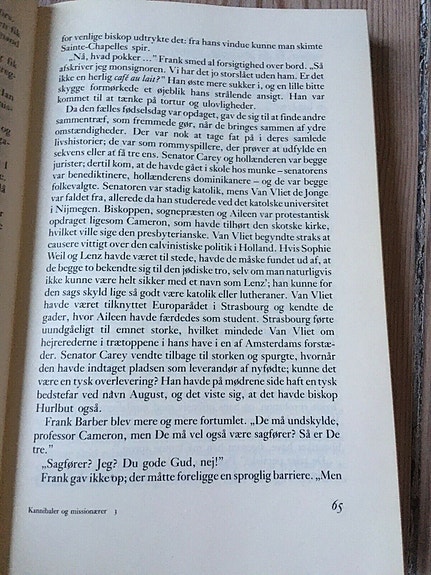 for venlige biskop udtrykte det: fra hans vindue kunne man skimte
Sainte-Chapelles spir.
„Nå, hvad pokker ...” Frank smed al forsigtighed over bord. „Så
afskriver jeg monsignoren. Vi har det jo storslået uden ham. Er det
ikke en herlig café au lait?” Han øste mere sukker i, og en lille bitte
skygge formørkede et øjeblik hans strålende ansigt. Han var
kommet til at tænke på tortur og ulovligheder.
Da den fælles fødselsdag var opdaget, gav de sig til at finde andre
sammentræf, som fremmede gør, når de bringes sammen af ydre
omstændigheder. Der var nok at tage fat på i deres samlede
livshistorier; de var som rommyspillere, der prøver at udfylde en
sekvens eller at få tre ens. Senator Carey og hollænderen var begge
jurister; dertil kom, at de havde gået i skole hos munke – senatorens
var benediktinere, hollænderens dominikanere – og de var begge
folkevalgte. Senatoren var stadig katolik, mens Van Vliet de Jonge
var faldet fra, allerede da han studerede ved det katolske universitet
i Nijmegen. Biskoppen, sognepræsten og Aileen var protestantisk
opdraget ligesom Cameron, som havde tilhørt den skotske kirke,
hvilket ville sige den presbyterianske. Van Vliet begyndte straks at
causere vittigt over den calvinistiske politik i Holland. Hvis Sophie
Weil og Lenz havde været til stede, havde de måske fundet ud af, at
de begge to bekendte sig til den jødiske tro, selv om man naturligvis
ikke kunne være helt sikker med et navn som Lenz'; han kunne for
den sags skyld lige så godt være katolik eller lutheraner. Van Vliet
havde været tilknyttet Europarådet i Strasbourg og kendte de
gader, hvor Aileen havde færdedes som student. Strasbourg førte
uundgåeligt til emnet storke, hvilket mindede Van Vliet om
hejrerederne i trætoppene i hans have i en af Amsterdams forstæ-
der. Senator Carey vendte tilbage til storken og spurgte, hvornår
den havde indtaget pladsen som leverandør af nyfødte; kunne det
være en tysk overlevering? Han havde på mødrene side haft en tysk
bedstefar ved navn August, og det viste sig, at det havde biskop
Hurlbut også.
Frank Barber blev mere og mere fortumlet. „De må undskylde,
professor Cameron, men De må vel også være sagfører? Så er De
tre.”
„Sagfører? Jeg? Du gode Gud, nej!”
Frank gav ikke op; der måtte foreligge en sproglig barriere. „Men
Kannibaler og missionærer 3
65